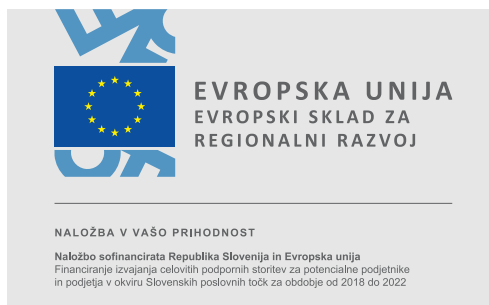 EVROPSKA UNIJA
EVROPSKI SKLAD ZA
REGIONALNI RAZVOJ
NALOŽBA V VAŠO PRIHODNOST
Naložbo sofinancirata Republika Slovenija in Evropska unija
Financiranje izvajanja celovitih podpornih storitev za potencialne podjetnike
in podjetja v okviru Slovenskih poslovnih točk za obdobje od 2018 do 2022